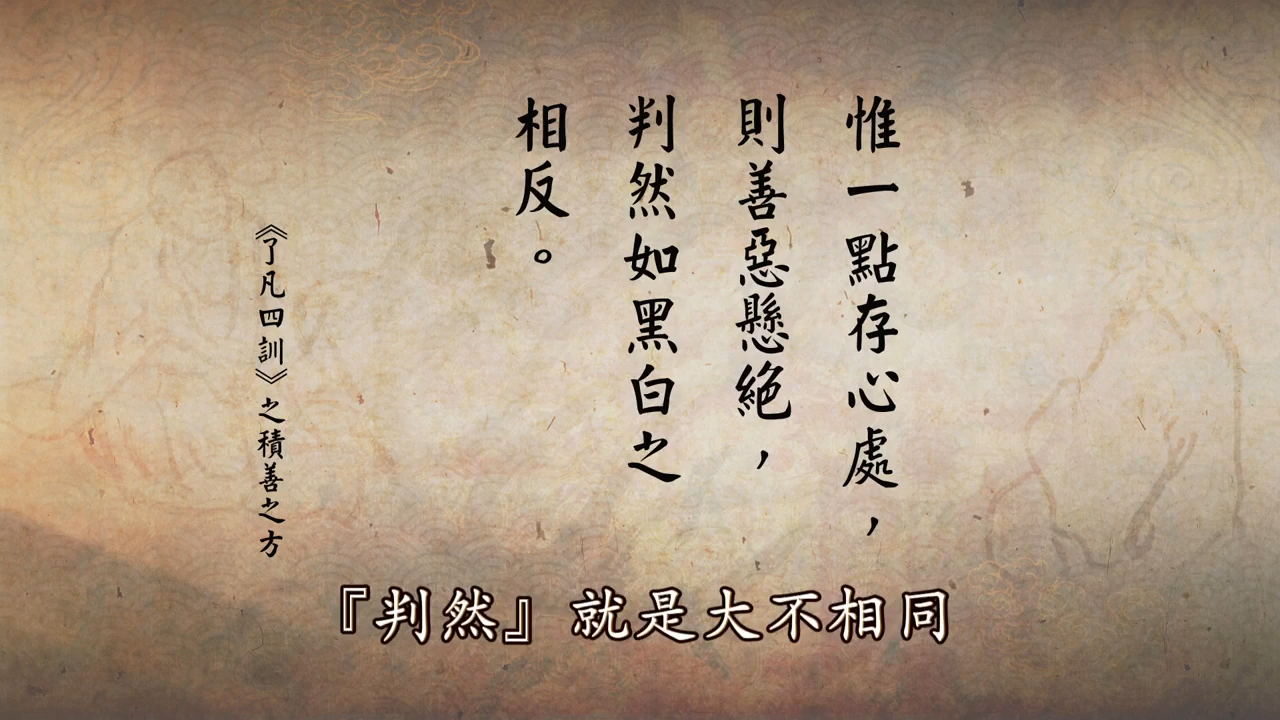 惟一點存心處，
則善惡懸絕，
判然如黑白之
相反。
《了凡四訓》之積善之方
『判然』就是大不相同